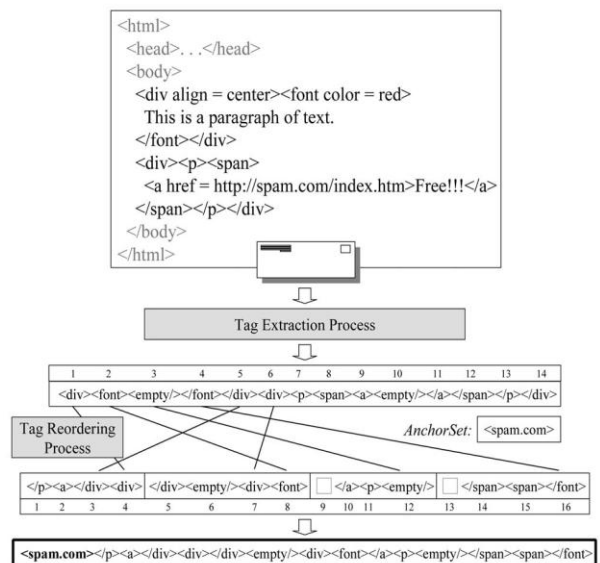 <html>
<head>. . .</head>
<body>
<div align = center><font color = red>
This is a paragraph of text.
</font></div>
<div><p><span>
<a href = http://spam.com/index.htm>Free!!!</a>
</span></p></div>
</body>
</html>
Tag Extraction Process
1 2 3 4 5 6 7 8 9 10 11 12 13 14
<div><font><empty/></font></div><div><p><span><a><empty/></a></span></p></div>
Tag Reordering
Process
AnchorSet: <spam.com>
</p><a></div><div> </div><empty/><div><font> </a><p><empty/> </span><span></font>
1 2 3 4 5 6 7 8 9 10 11 12 13 14 15 16
<spam.com></p><a></div><div></div><empty/><div><font></a><p><empty/></span><span></font>